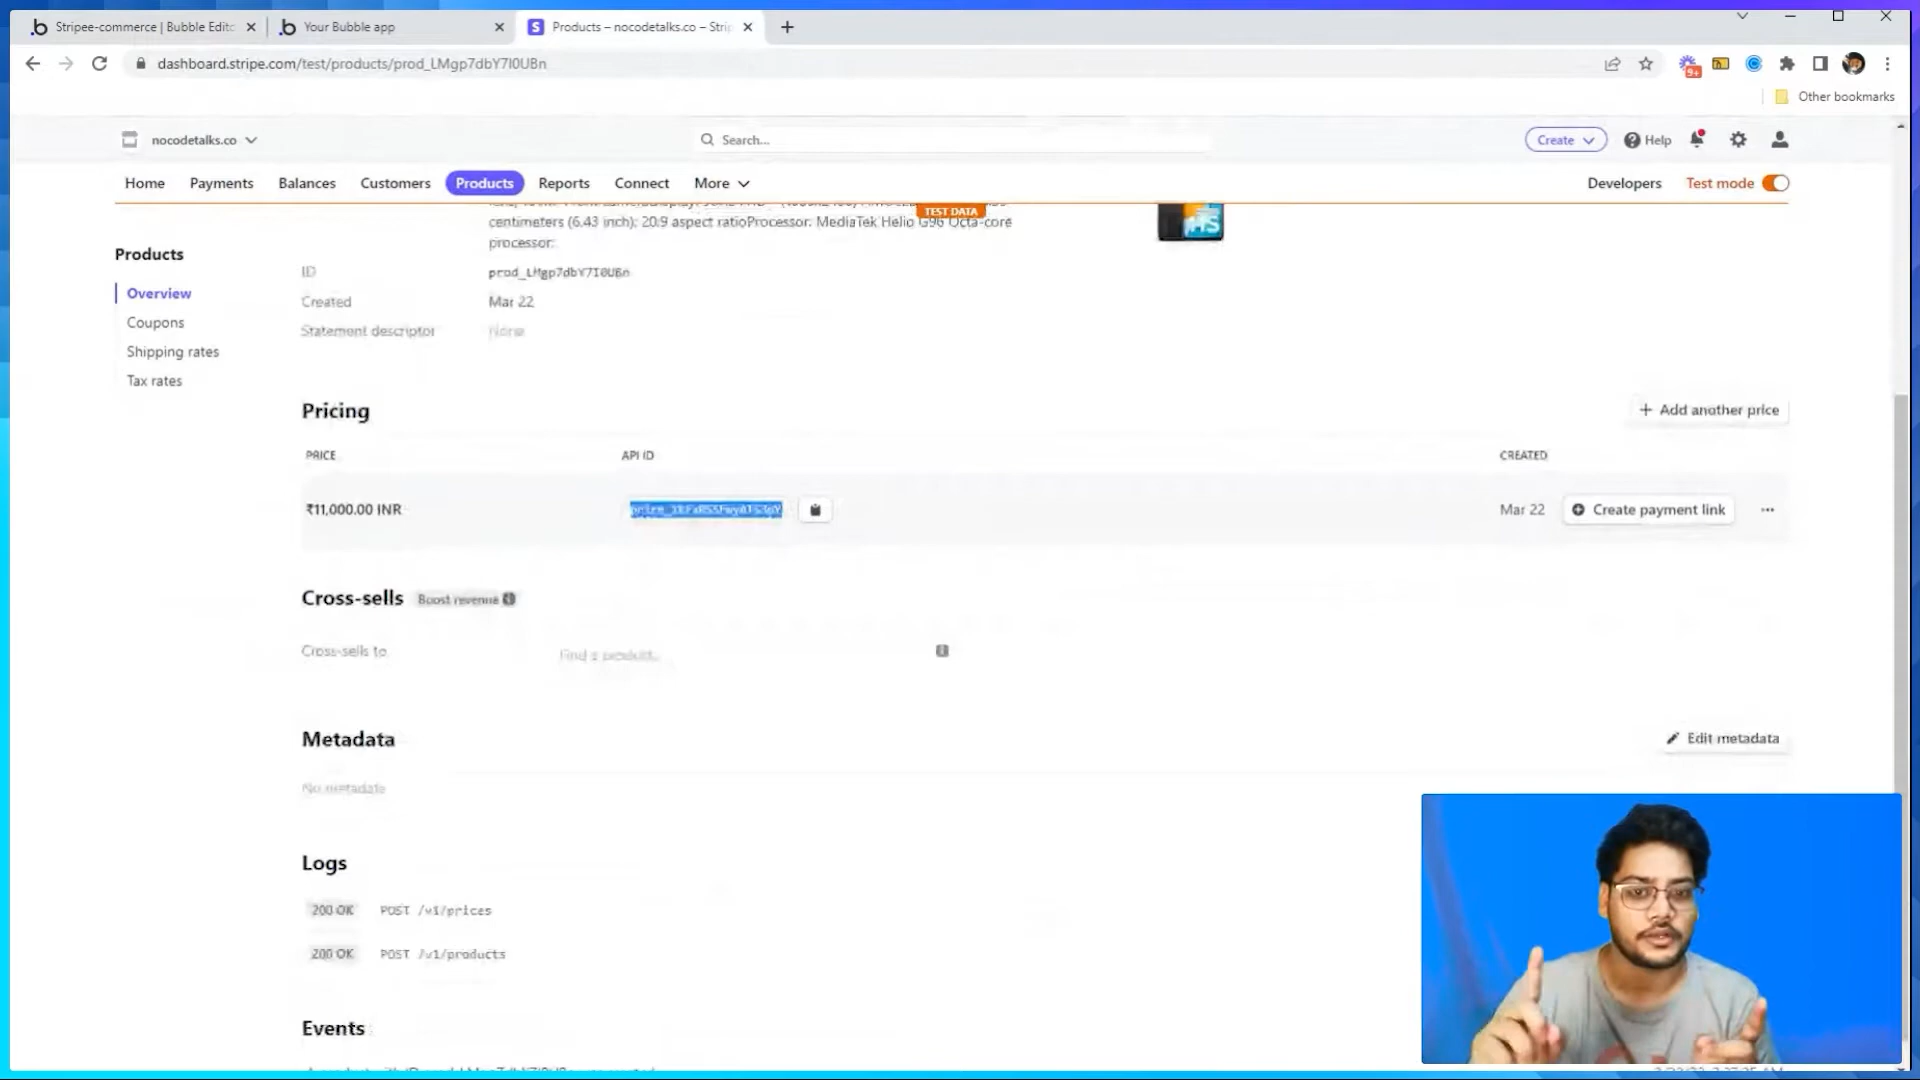 Stripee-commerce | Bubble Edito
Your Bubble app
Products – nocodetalks.co – Strip
dashboard.stripe.com/test/products/prod_LMgp7dbY7I0UBn
9+
Other bookmarks
nocodetalks.co
Search...
Create
Help
Home
Payments
Balances
Customers
Products
Reports
Connect
More
Developers
Test mode
TEST DATA
centimeters (6.43 inch); 20:9 aspect ratioProcessor: MediaTek Helio G96 Octa-core
processor;
Products
Overview
Coupons
Shipping rates
Tax rates
ID
prod_LMgp7dbY7I0UBn
Created
Mar 22
Statement descriptor
None
Pricing
Add another price
PRICE
API ID
CREATED
₹11,000.00 INR
Mar 22
Create payment link
Cross-sells
Boost revenue
Cross-sells to
Find a product...
Metadata
Edit metadata
No metadata
Logs
200 OK
POST /v1/prices
200 OK
POST /v1/products
Events